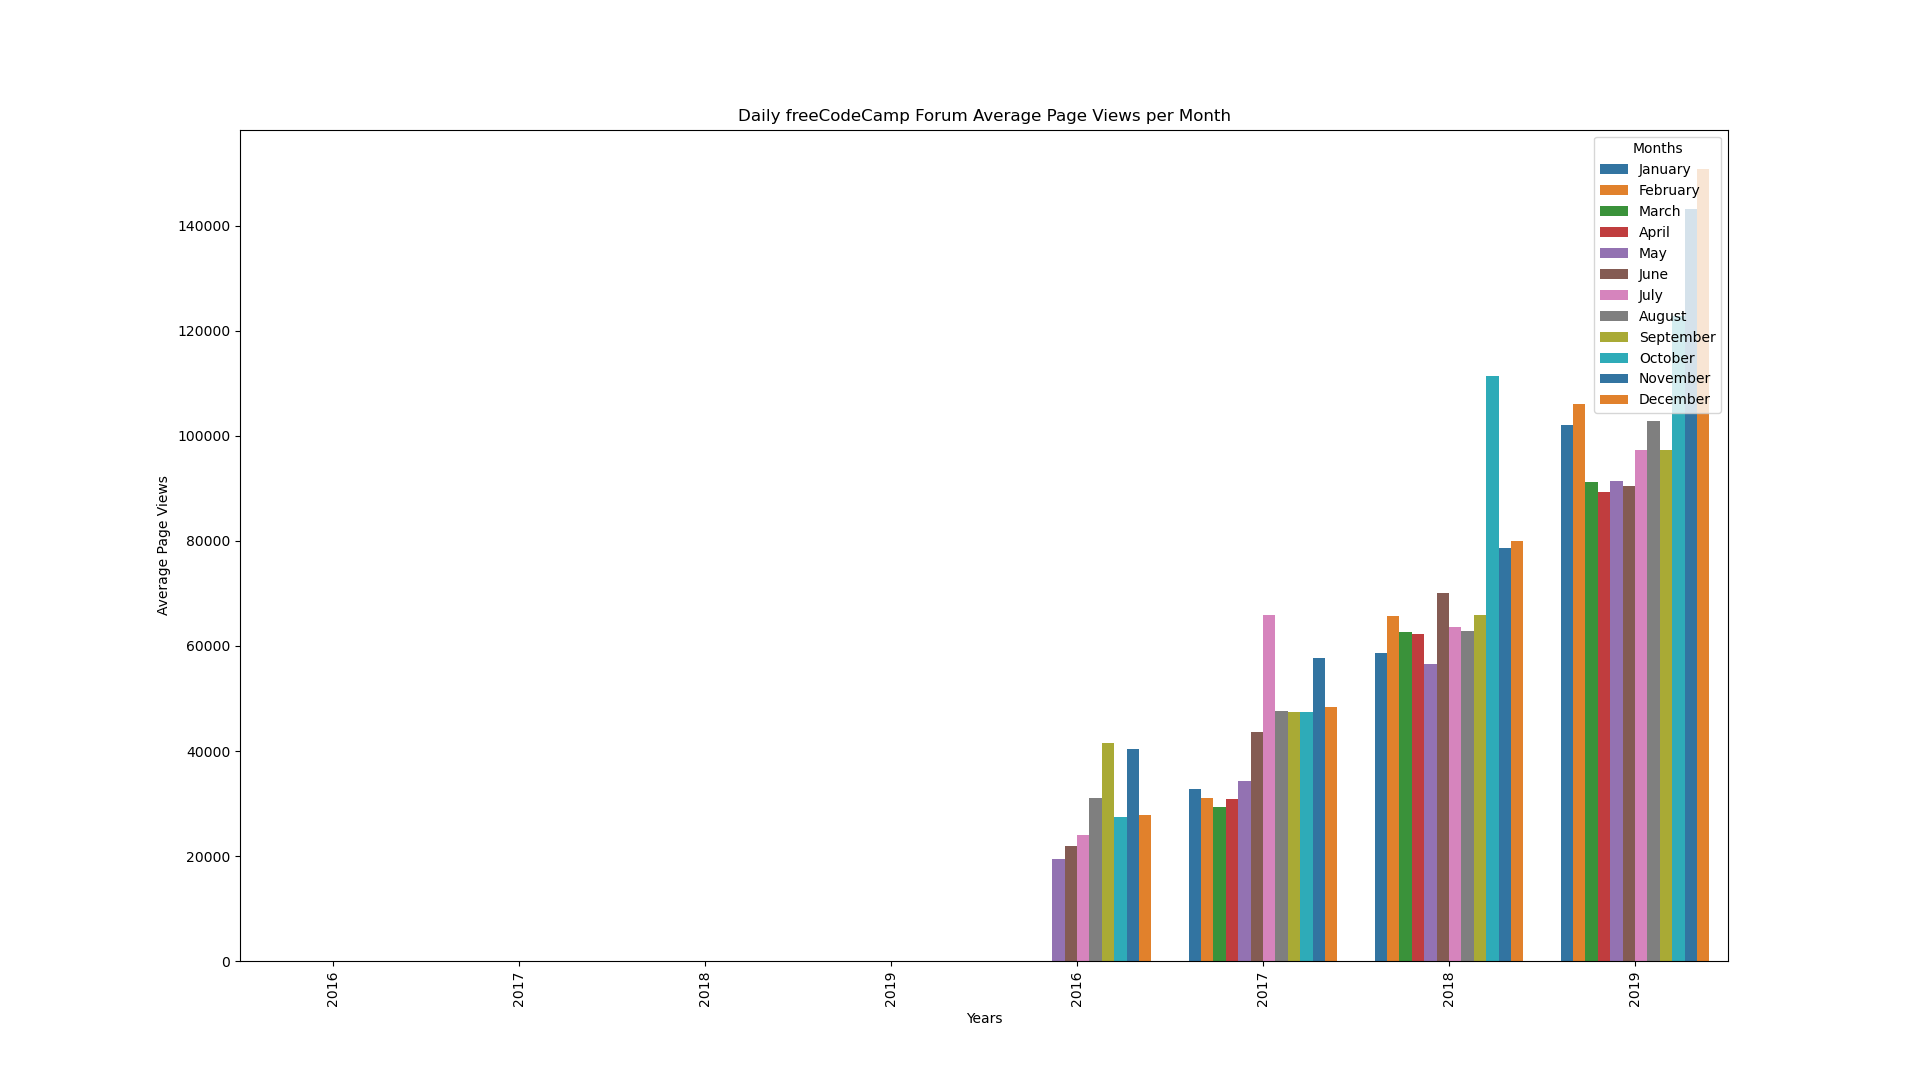 Daily freeCodeCamp Forum Average Page Views per Month
Months
January
February
March
April
May
June
July
August
September
October
November
December
140000
120000
100000
80000
60000
40000
20000
0
Average Page Views
2016
2017
2018
2019
2016
2017
2018
2019
Years